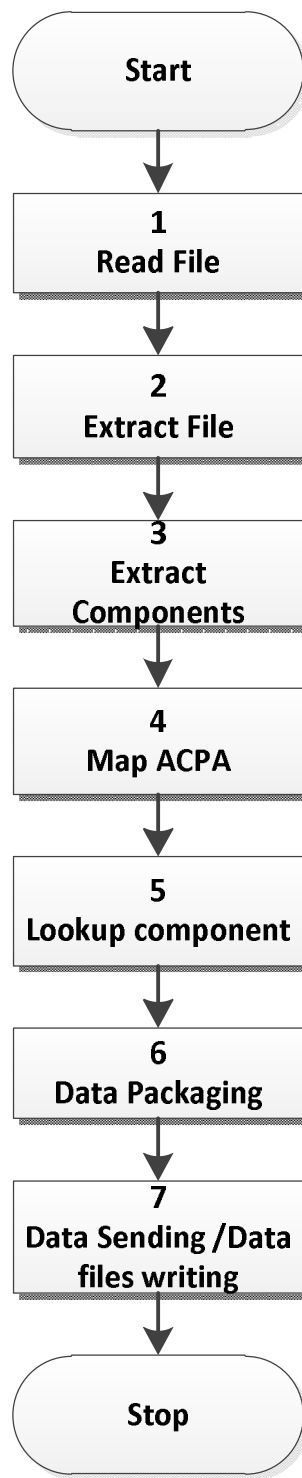 Start
1
Read File
2
Extract File
3
Extract
Components
4
Map ACPA
5
Lookup component
6
Data Packaging
7
Data Sending /Data
files writing
Stop